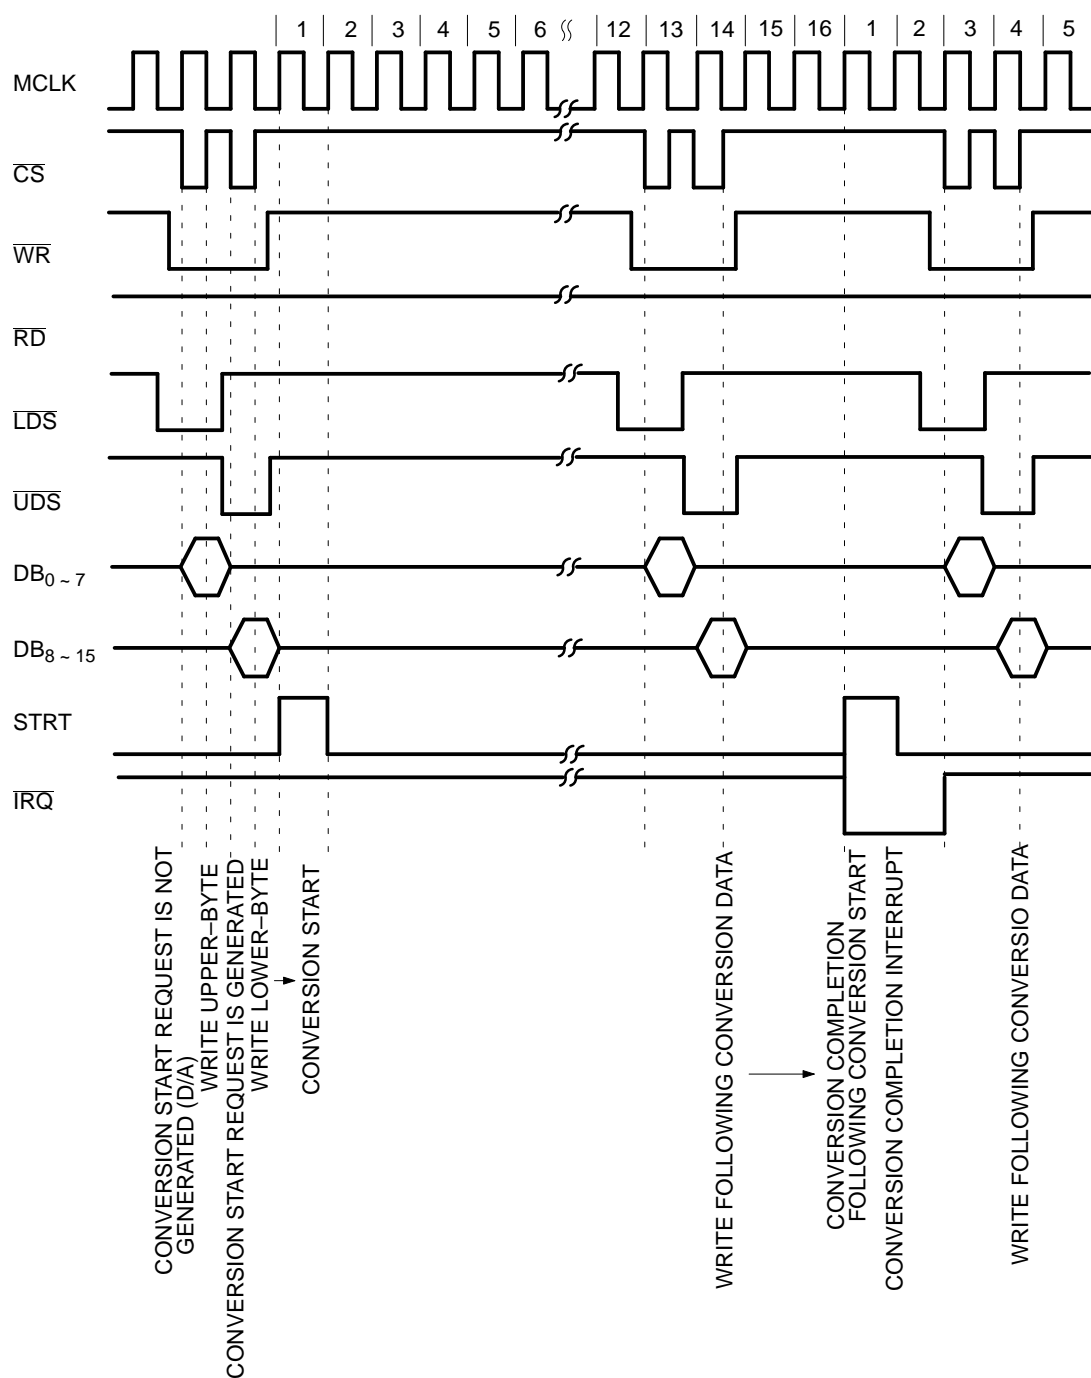 1 2 3 4 5 6 12 13 14 15 16 1 2 3 4 5
MCLK
CS
WR
RD
LDS
UDS
DB0 ~ 7
DB8 ~ 15
STRT
IRQ
CONVERSION START REQUEST IS NOT
GENERATED (D/A)
WRITE UPPER–BYTE
CONVERSION START REQUEST IS GENERATED
WRITE LOWER–BYTE
CONVERSION START
WRITE FOLLOWING CONVERSION DATA
CONVERSION COMPLETION
FOLLOWING CONVERSION START
CONVERSION COMPLETION INTERRUPT
WRITE FOLLOWING CONVERSIO DATA